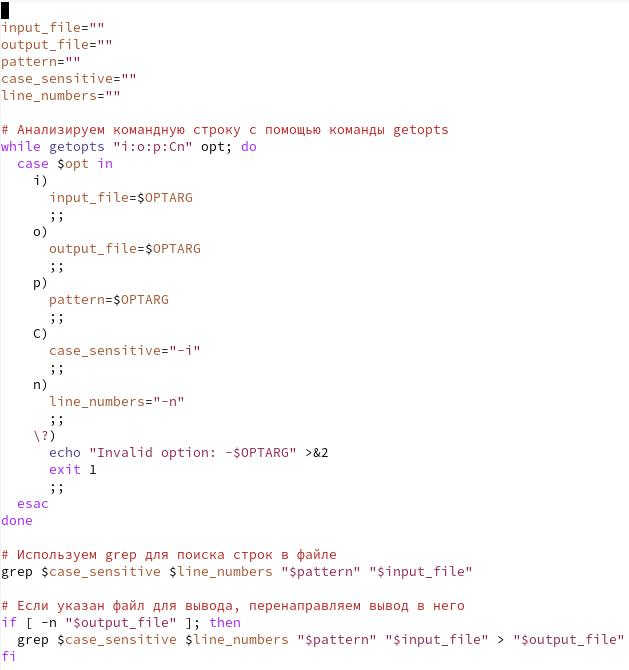 input_file=""
output_file=""
pattern=""
case_sensitive=""
line_numbers=""

# Анализируем командную строку с помощью команды getopts
while getopts "i:o:p:Cn" opt; do
  case $opt in
    i)
      input_file=$OPTARG
      ;;
    o)
      output_file=$OPTARG
      ;;
    p)
      pattern=$OPTARG
      ;;
    C)
      case_sensitive="-i"
      ;;
    n)
      line_numbers="-n"
      ;;
    \?)
      echo "Invalid option: -$OPTARG" >&2
      exit 1
      ;;
  esac
done

# Используем grep для поиска строк в файле
grep $case_sensitive $line_numbers "$pattern" "$input_file"

# Если указан файл для вывода, перенаправляем вывод в него
if [ -n "$output_file" ]; then
  grep $case_sensitive $line_numbers "$pattern" "$input_file" > "$output_file"
fi